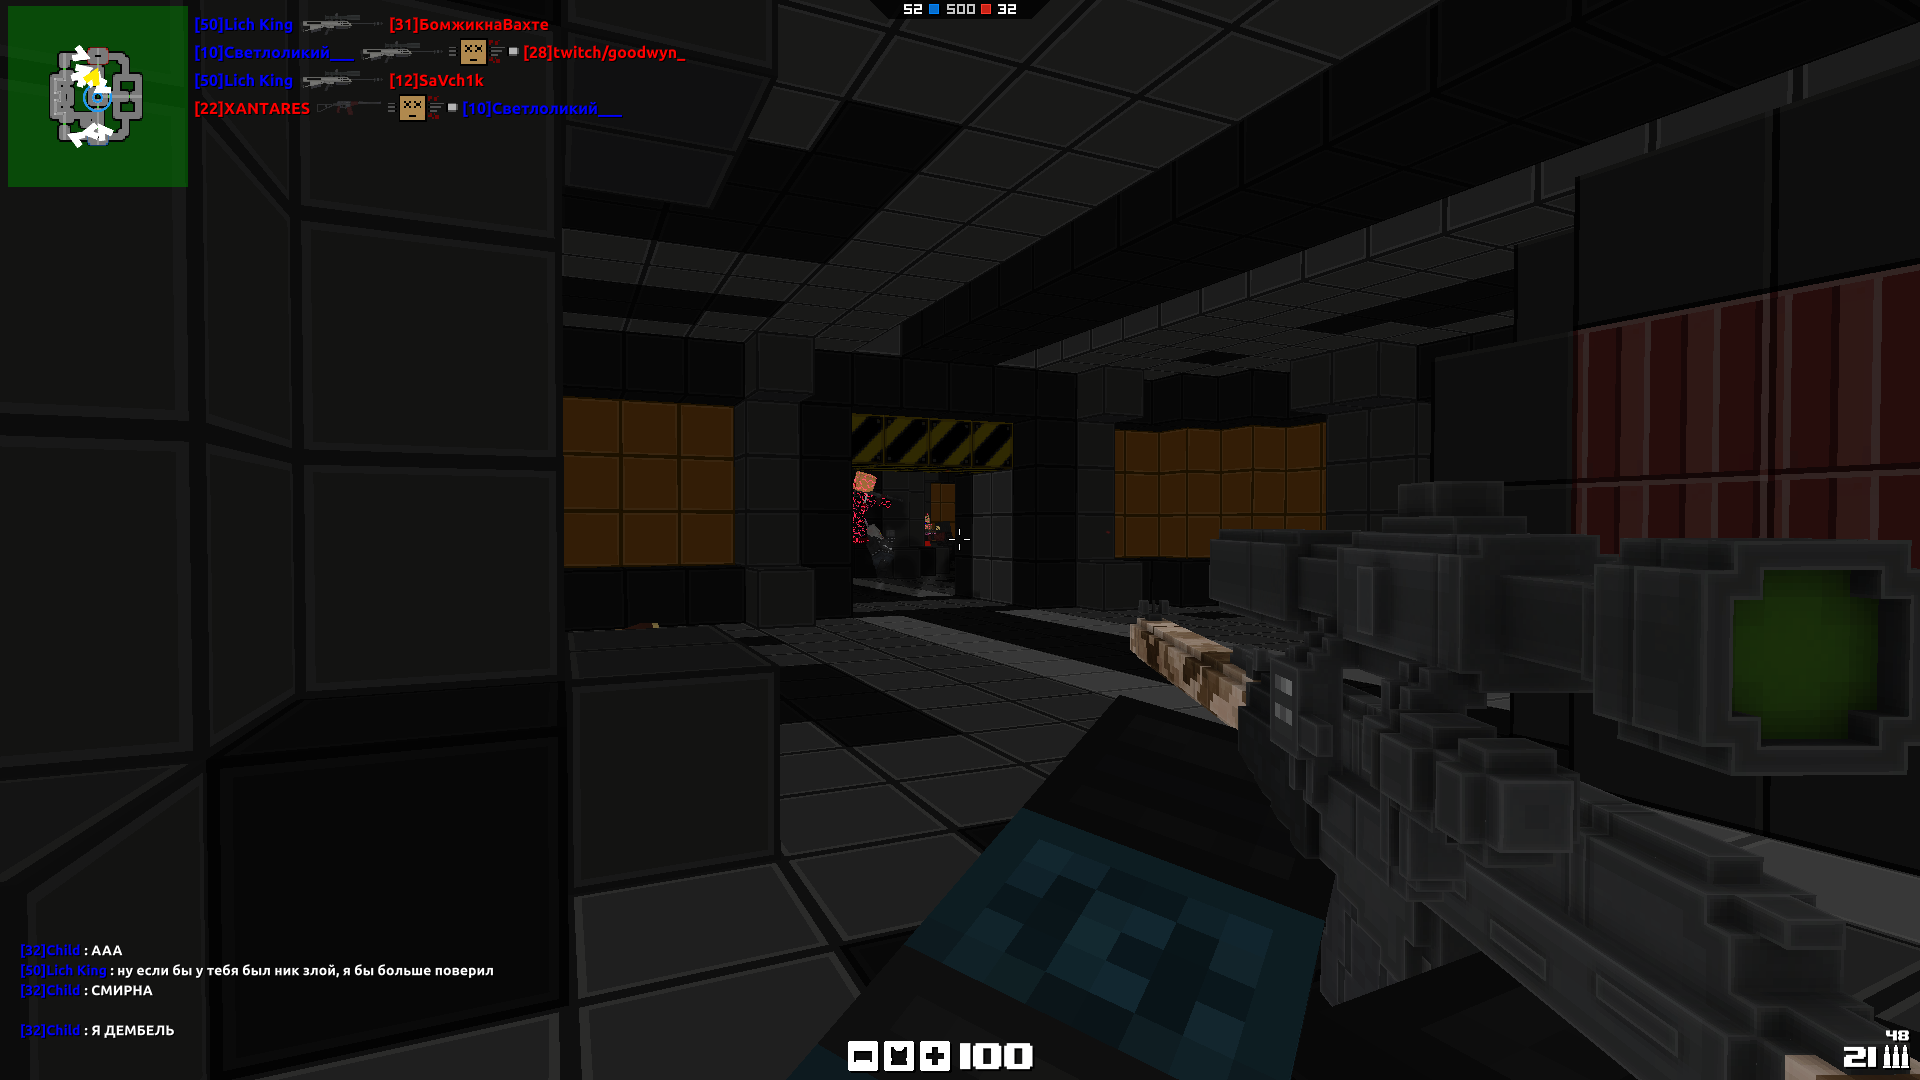 52 500 32
[50]Lich King [31]БомжикнаВахте
[10]Светлоликий___ [28]twitch/goodwyn_
[50]Lich King [12]SaVch1k
[22]XANTARES [10]Светлоликий___
[32]Child : ААА
[50]Lich King : ну если бы у тебя был ник злой, я бы больше поверил
[32]Child : СМИРНА
[32]Child : Я ДЕМБЕЛЬ
100
48
21